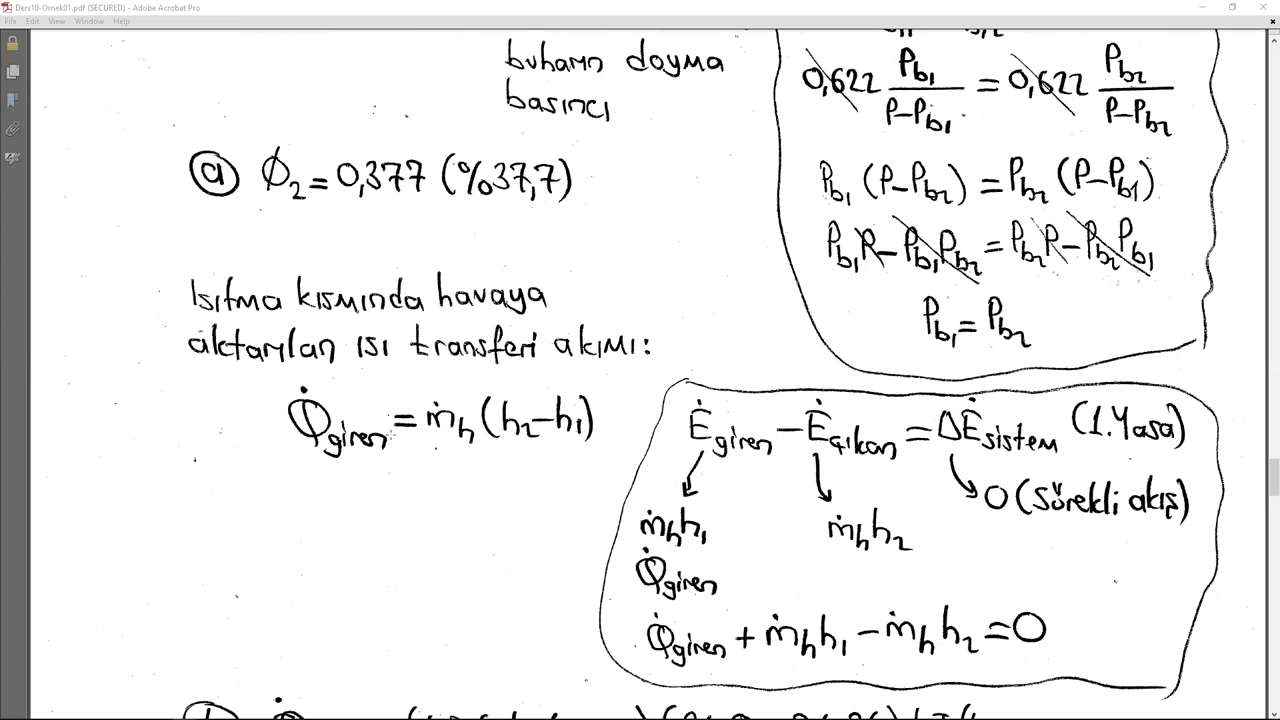 Ders10-Ornek01.pdf (SECURED) - Adobe Acrobat Pro
File Edit View Window Help
buharın doyma
basıncı
0,622 Pb1/(P-Pb1) = 0,622 Pb2/(P-Pb2)
(a) Ø2=0,377 (%37,7)
Pb1 (P-Pb2) = Pb2 (P-Pb1)
Pb1P - Pb1Pb2 = Pb2P - Pb2Pb1
Pb1 = Pb2
Isıtma kısmında havaya
aktarılan ısı transferi akımı:
Q̇giren = ṁh (h2-h1)
Ėgiren - Ėçıkan = ΔĖsistem (1.Yasa)
0 (sürekli akış)
ṁhh1
ṁhh2
Q̇giren
Q̇giren + ṁhh1 - ṁhh2 = 0